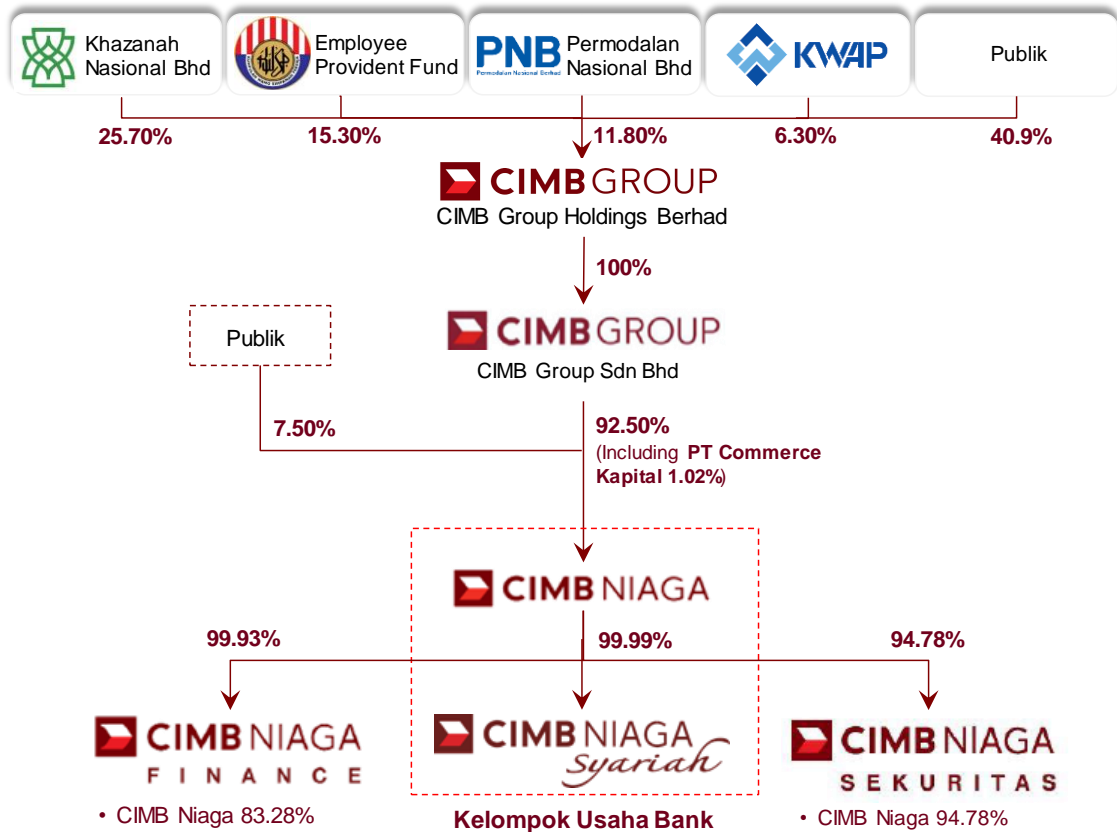 Khazanah
Nasional Bhd
Employee
Provident Fund
PNB
Permodalan Nasional Berhad
Permodalan
Nasional Bhd
KWAP
Publik
25.70%
15.30%
11.80%
6.30%
40.9%
CIMB GROUP
CIMB Group Holdings Berhad
100%
CIMB GROUP
CIMB Group Sdn Bhd
Publik
7.50%
92.50%
(Including PT Commerce
Kapital 1.02%)
CIMB NIAGA
99.93%
99.99%
94.78%
CIMB NIAGA
FINANCE
CIMB NIAGA
Syariah
CIMB NIAGA
SEKURITAS
• CIMB Niaga 83.28%
Kelompok Usaha Bank
• CIMB Niaga 94.78%